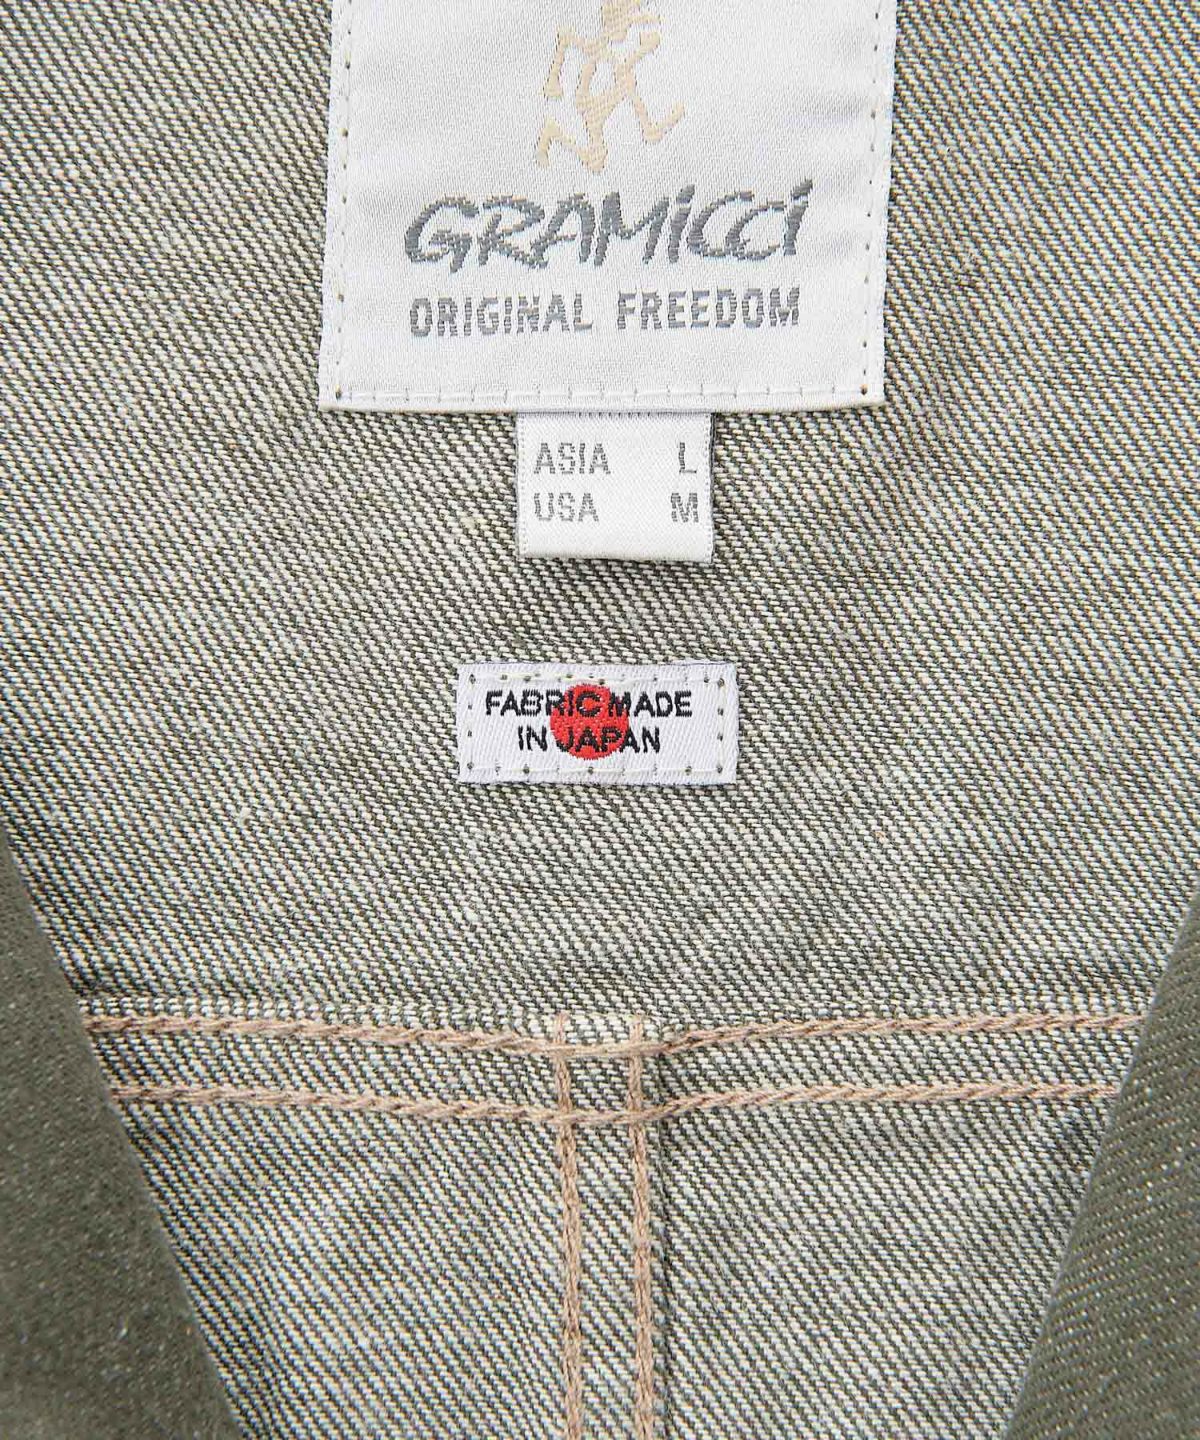 GRAMiCCi
ORIGINAL FREEDOM
ASIA L
USA M
FABRIC MADE
IN JAPAN